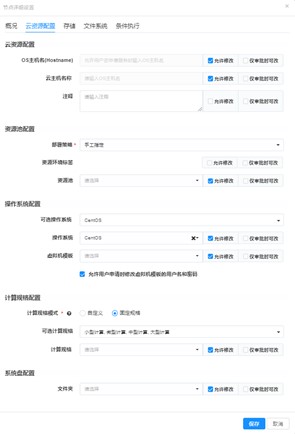 节点详细配置
概况 云资源配置 存储 文件系统 条件执行
云资源配置
OS主机名(Hostname) 允许修改 仅审批时可改
云主机名称 允许修改 仅审批时可改
注释 请输入注释 允许修改 仅审批时可改
资源池配置
部署策略 * 手工指定
资源环境标签 允许修改 仅审批时可改
资源池 请选择 允许修改 仅审批时可改
操作系统配置
可选操作系统 CentOS
操作系统 CentOS 允许修改 仅审批时可改
虚拟机模板 请选择 允许修改 仅审批时可改
允许用户申请时修改虚拟机模板的用户名和密码
计算规格配置
计算规格模式 * 自定义 固定规格
可选计算规格 小型计算, 微型计算, 中型计算, 大型计算
计算规格 请选择 允许修改 仅审批时可改
系统盘配置
文件夹 请选择 允许修改 仅审批时可改
保存 取消